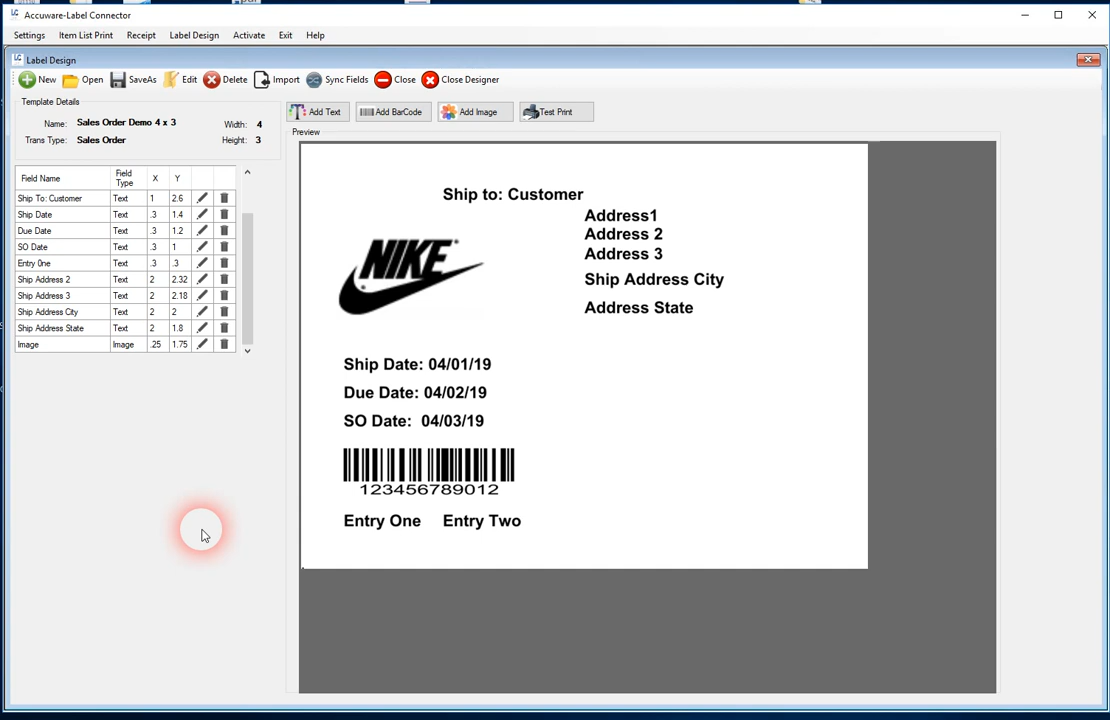 Accuware-Label Connector
Settings Item List Print Receipt Label Design Activate Exit Help
Label Design
New Open SaveAs Edit Delete Import Sync Fields Close Close Designer
Template Details
Name: Sales Order Demo 4 x 3 Width: 4
Trans Type: Sales Order Height: 3
Add Text Add BarCode Add Image Test Print
Preview
Field Name Field Type X Y
Ship To: Customer Text 1 2.6
Ship Date Text .3 1.4
Due Date Text .3 1.2
SO Date Text .3 1
Entry One Text .3 .3
Ship Address 2 Text 2 2.32
Ship Address 3 Text 2 2.18
Ship Address City Text 2 2
Ship Address State Text 2 1.8
Image Image .25 1.75
Ship to: Customer
Address1
Address 2
Address 3
Ship Address City
Address State
NIKE
Ship Date: 04/01/19
Due Date: 04/02/19
SO Date: 04/03/19
123456789012
Entry One Entry Two